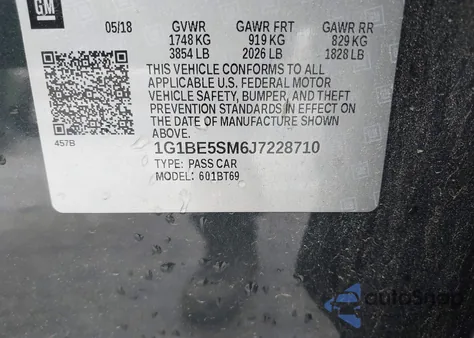 GM
05/18 GVWR GAWR FRT GAWR RR
1748 KG 919 KG 829 KG
3854 LB 2026 LB 1828 LB
THIS VEHICLE CONFORMS TO ALL
APPLICABLE U.S. FEDERAL MOTOR
VEHICLE SAFETY, BUMPER, AND THEFT
PREVENTION STANDARDS IN EFFECT ON
THE DATE OF MANUFACTURE SHOWN
ABOVE.
457B
1G1BE5SM6J7228710
TYPE: PASS CAR
MODEL: 601BT69
autoSnap